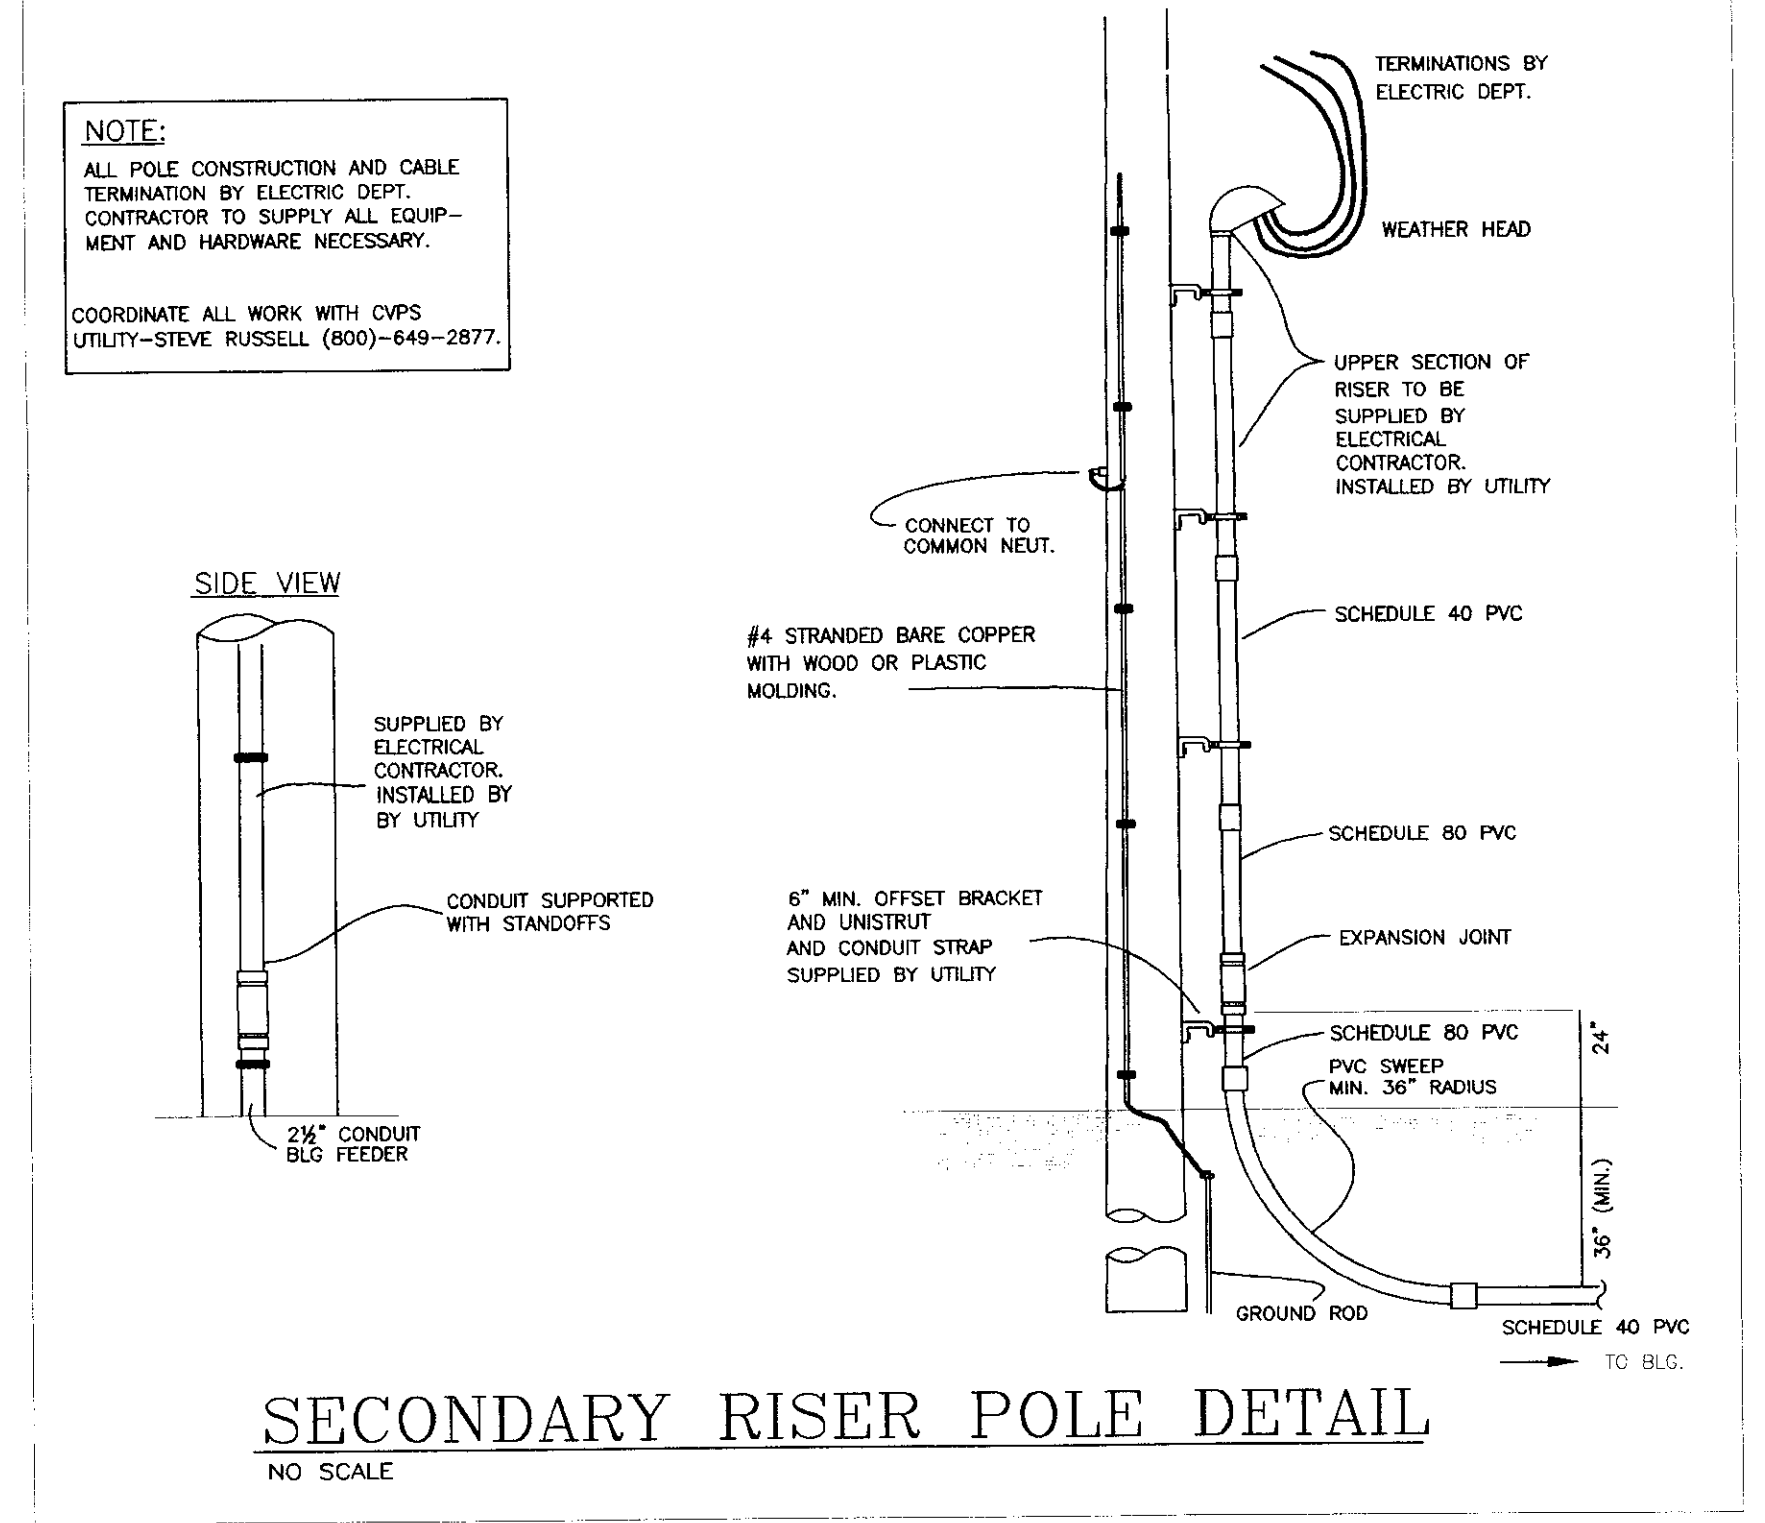 NOTE:
ALL POLE CONSTRUCTION AND CABLE
TERMINATION BY ELECTRIC DEPT.
CONTRACTOR TO SUPPLY ALL EQUIP-
MENT AND HARDWARE NECESSARY.
COORDINATE ALL WORK WITH CVPS
UTILITY-STEVE RUSSELL (800)-649-2877.
TERMINATIONS BY
ELECTRIC DEPT.
WEATHER HEAD
UPPER SECTION OF
RISER TO BE
SUPPLIED BY
ELECTRICAL
CONTRACTOR.
INSTALLED BY UTILITY
CONNECT TO
COMMON NEUT.
SIDE VIEW
#4 STRANDED BARE COPPER
WITH WOOD OR PLASTIC
MOLDING.
SCHEDULE 40 PVC
SUPPLIED BY
ELECTRICAL
CONTRACTOR.
INSTALLED BY
BY UTILITY
SCHEDULE 80 PVC
CONDUIT SUPPORTED
WITH STANDOFFS
6" MIN. OFFSET BRACKET
AND UNISTRUT
AND CONDUIT STRAP
SUPPLIED BY UTILITY
EXPANSION JOINT
SCHEDULE 80 PVC
24"
PVC SWEEP
MIN. 36" RADIUS
2½" CONDUIT
BLG FEEDER
36" (MIN.)
GROUND ROD
SCHEDULE 40 PVC
TO BLG.
SECONDARY RISER POLE DETAIL
NO SCALE